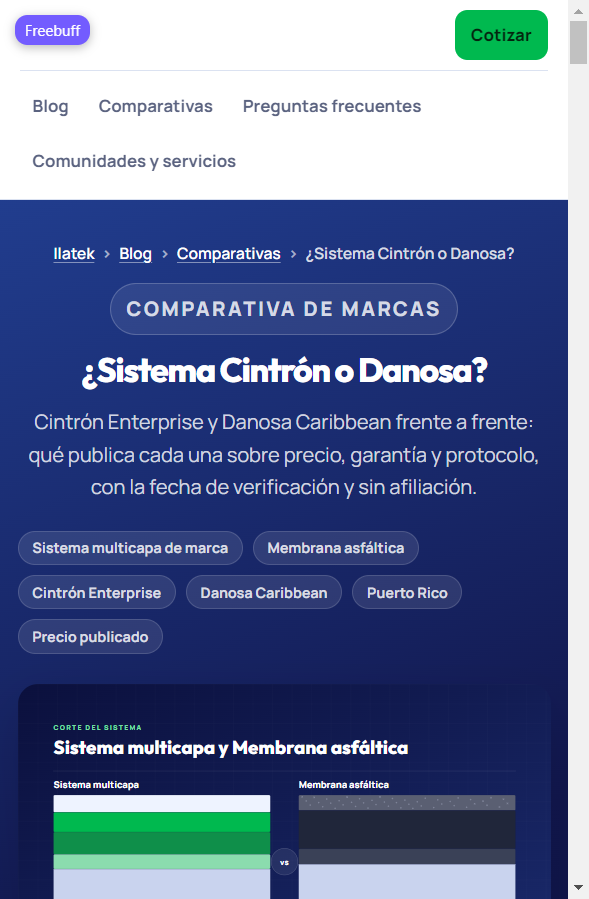 Freebuff
Cotizar
Blog Comparativas Preguntas frecuentes
Comunidades y servicios
Ilatek > Blog > Comparativas > ¿Sistema Cintrón o Danosa?
COMPARATIVA DE MARCAS
¿Sistema Cintrón o Danosa?
Cintrón Enterprise y Danosa Caribbean frente a frente:
qué publica cada una sobre precio, garantía y protocolo,
con la fecha de verificación y sin afiliación.
Sistema multicapa de marca Membrana asfáltica
Cintrón Enterprise Danosa Caribbean Puerto Rico
Precio publicado
CORTE DEL SISTEMA
Sistema multicapa y Membrana asfáltica
Sistema multicapa Membrana asfáltica
vs